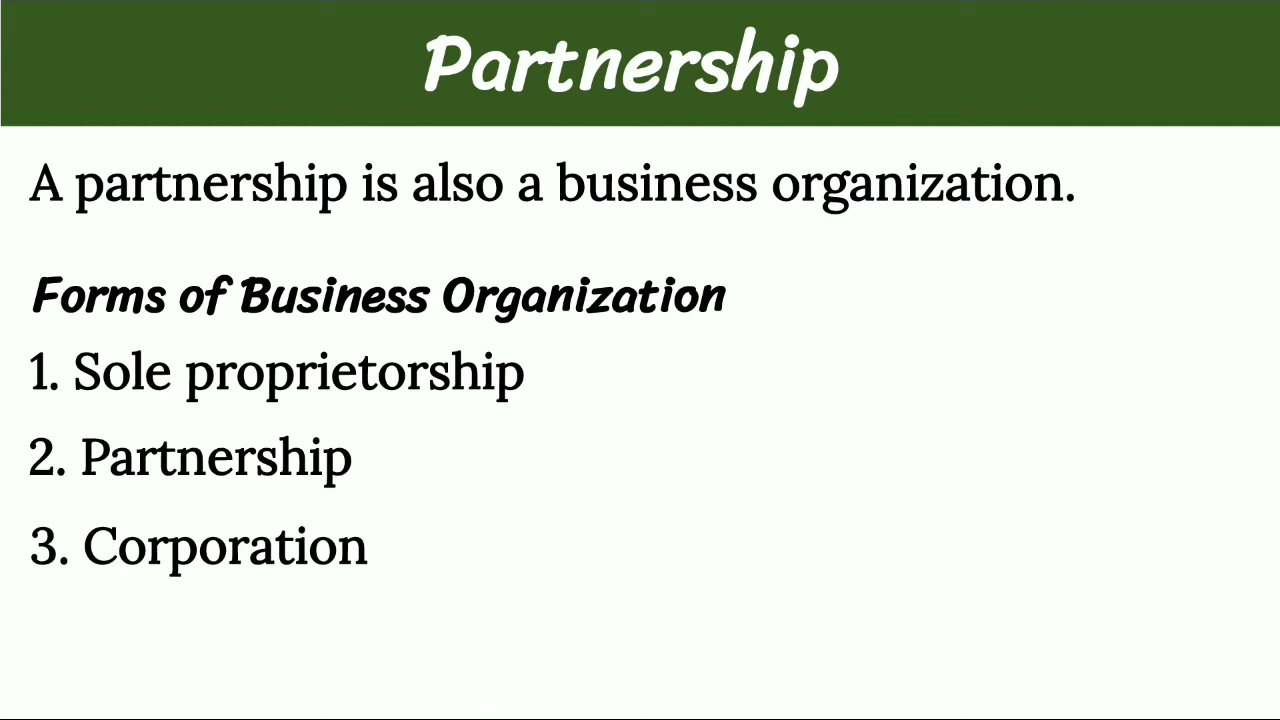 Partnership
A partnership is also a business organization.
Forms of Business Organization
1. Sole proprietorship
2. Partnership
3. Corporation